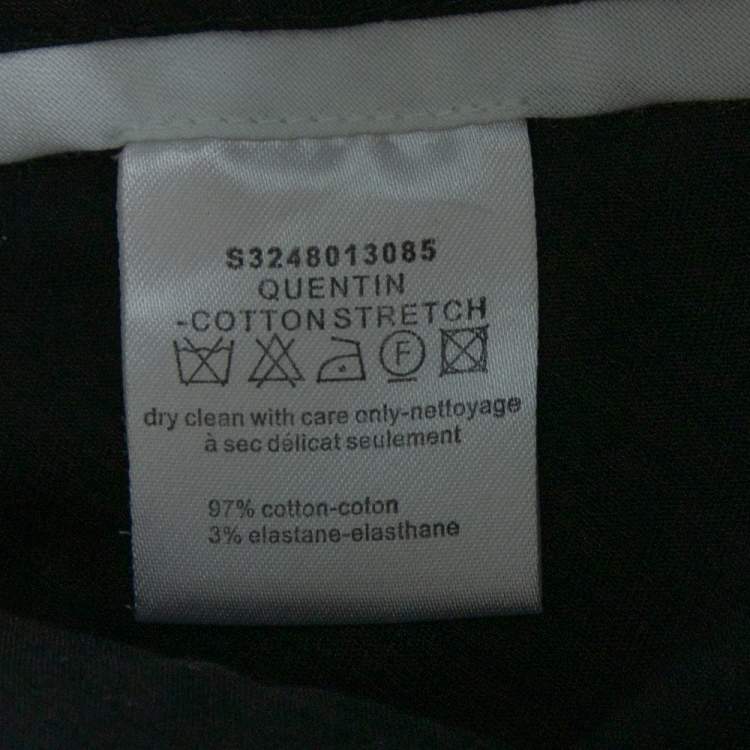 S3248013085
QUENTIN
-COTTON STRETCH
F
dry clean with care only-nettoyage
à sec délicat seulement
97% cotton-coton
3% elastane-elasthane